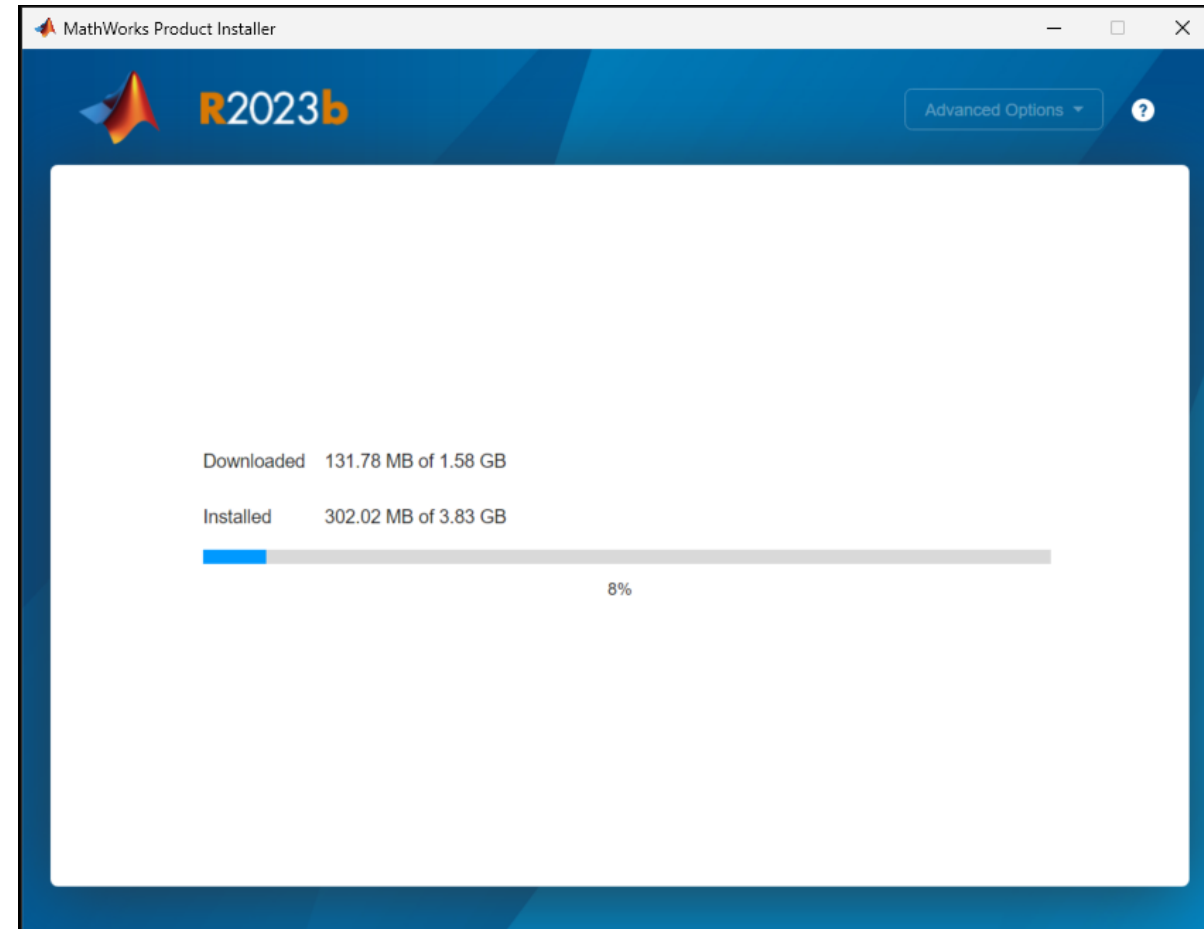 MathWorks Product Installer
R2023b
Advanced Options
?
Downloaded 131.78 MB of 1.58 GB
Installed 302.02 MB of 3.83 GB
8%